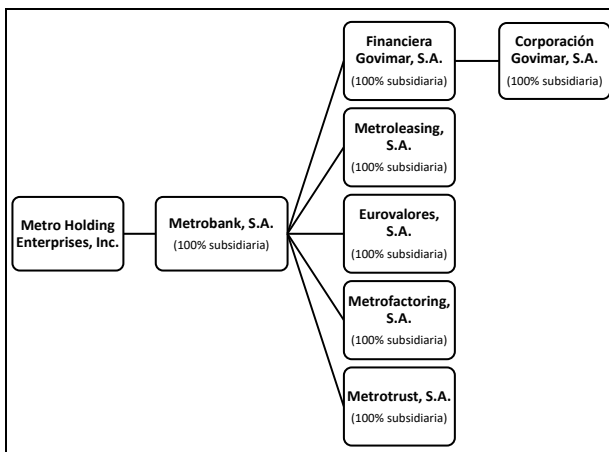 Metro Holding
Enterprises, Inc.
Metrobank, S.A.
(100% subsidiaria)
Financiera
Govimar, S.A.
(100% subsidiaria)
Corporación
Govimar, S.A.
(100% subsidiaria)
Metroleasing,
S.A.
(100% subsidiaria)
Eurovalores,
S.A.
(100% subsidiaria)
Metrofactoring,
S.A.
(100% subsidiaria)
Metrotrust, S.A.
(100% subsidiaria)